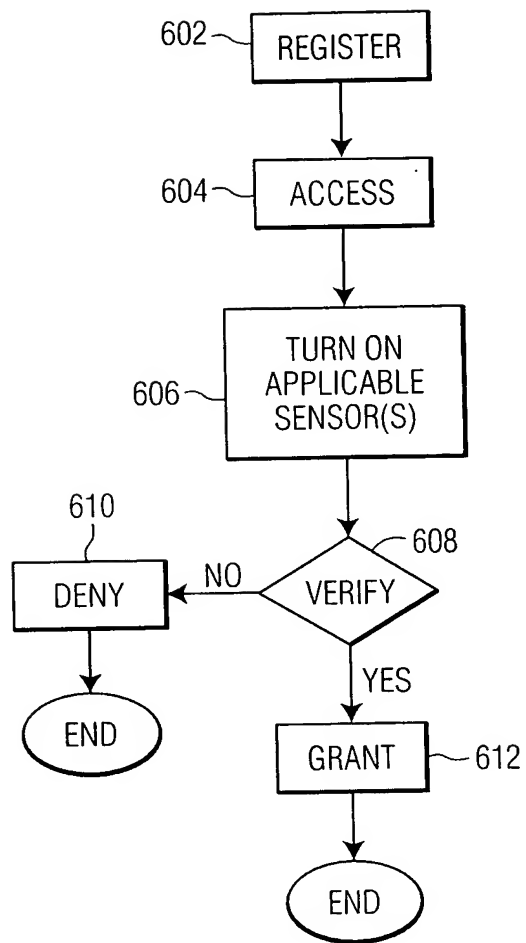 602
REGISTER
604
ACCESS
606
TURN ON
APPLICABLE
SENSOR(S)
610
608
DENY
NO
VERIFY
YES
END
GRANT
612
END